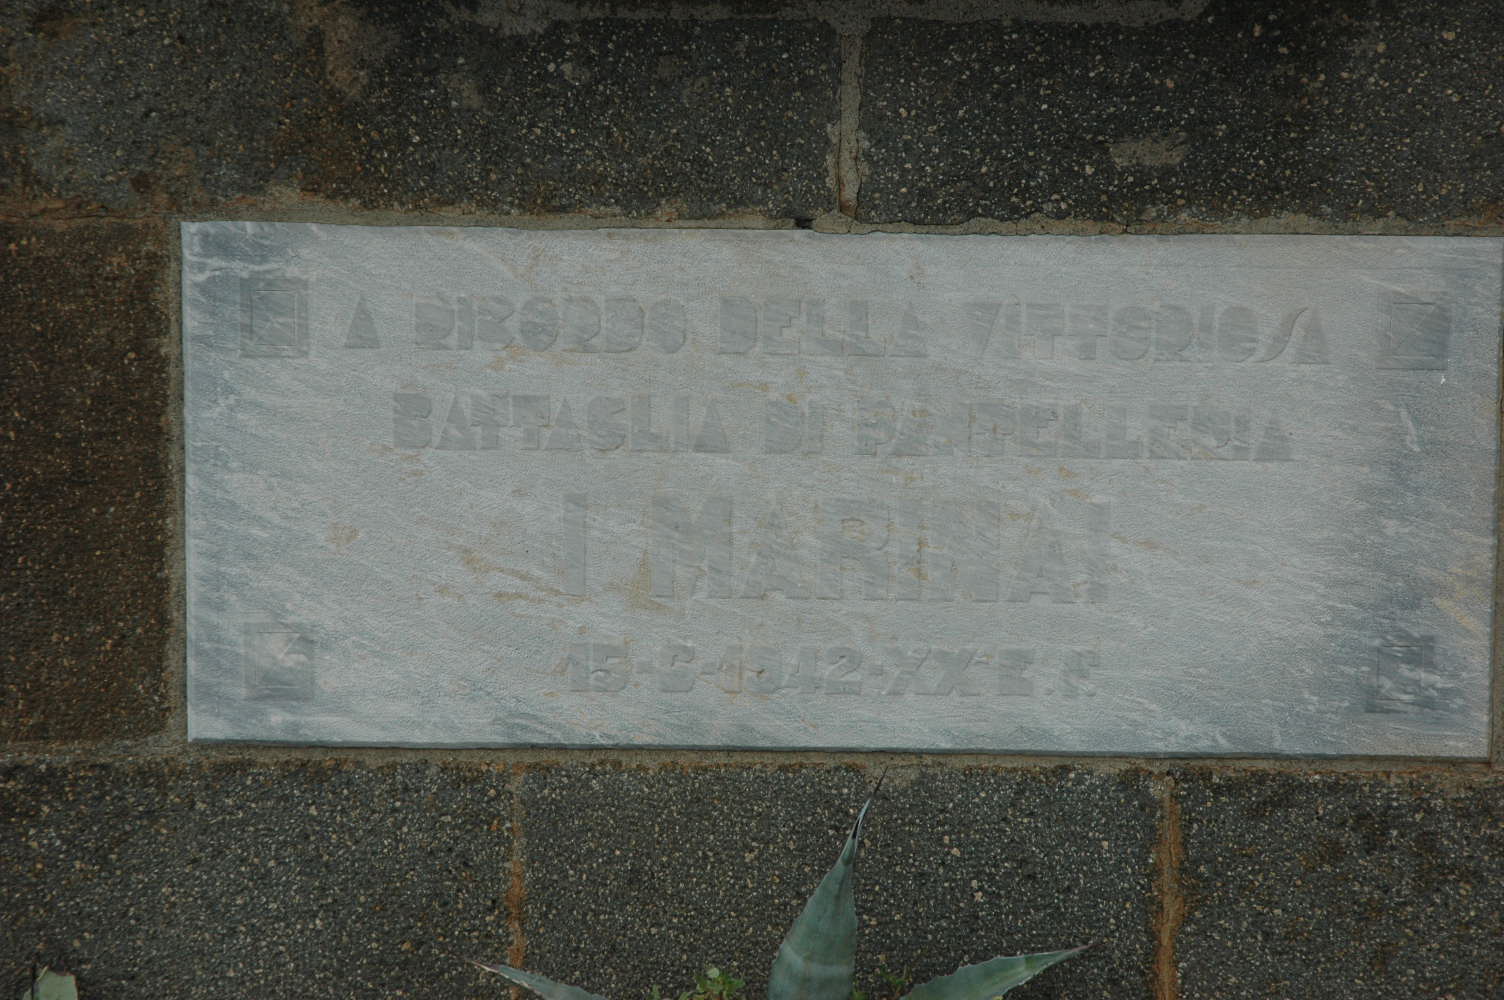 A RICORDO DELLA VITTORIOSA
BATTAGLIA DI PANTELLERIA
I MARINAI
15-6-1942-XX E.F.